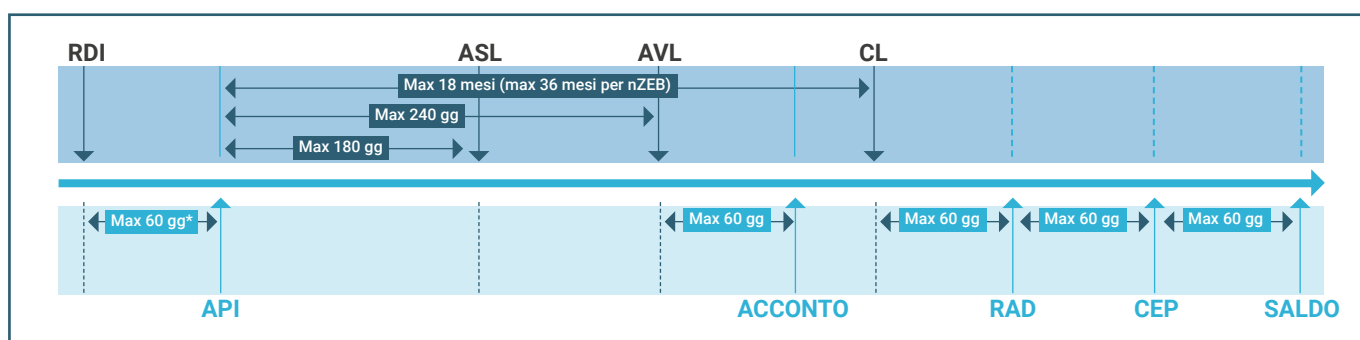 RDI ASL AVL CL
Max 18 mesi (max 36 mesi per nZEB)
Max 240 gg
Max 180 gg
Max 60 gg* Max 60 gg Max 60 gg Max 60 gg Max 60 gg
API ACCONTO RAD CEP SALDO